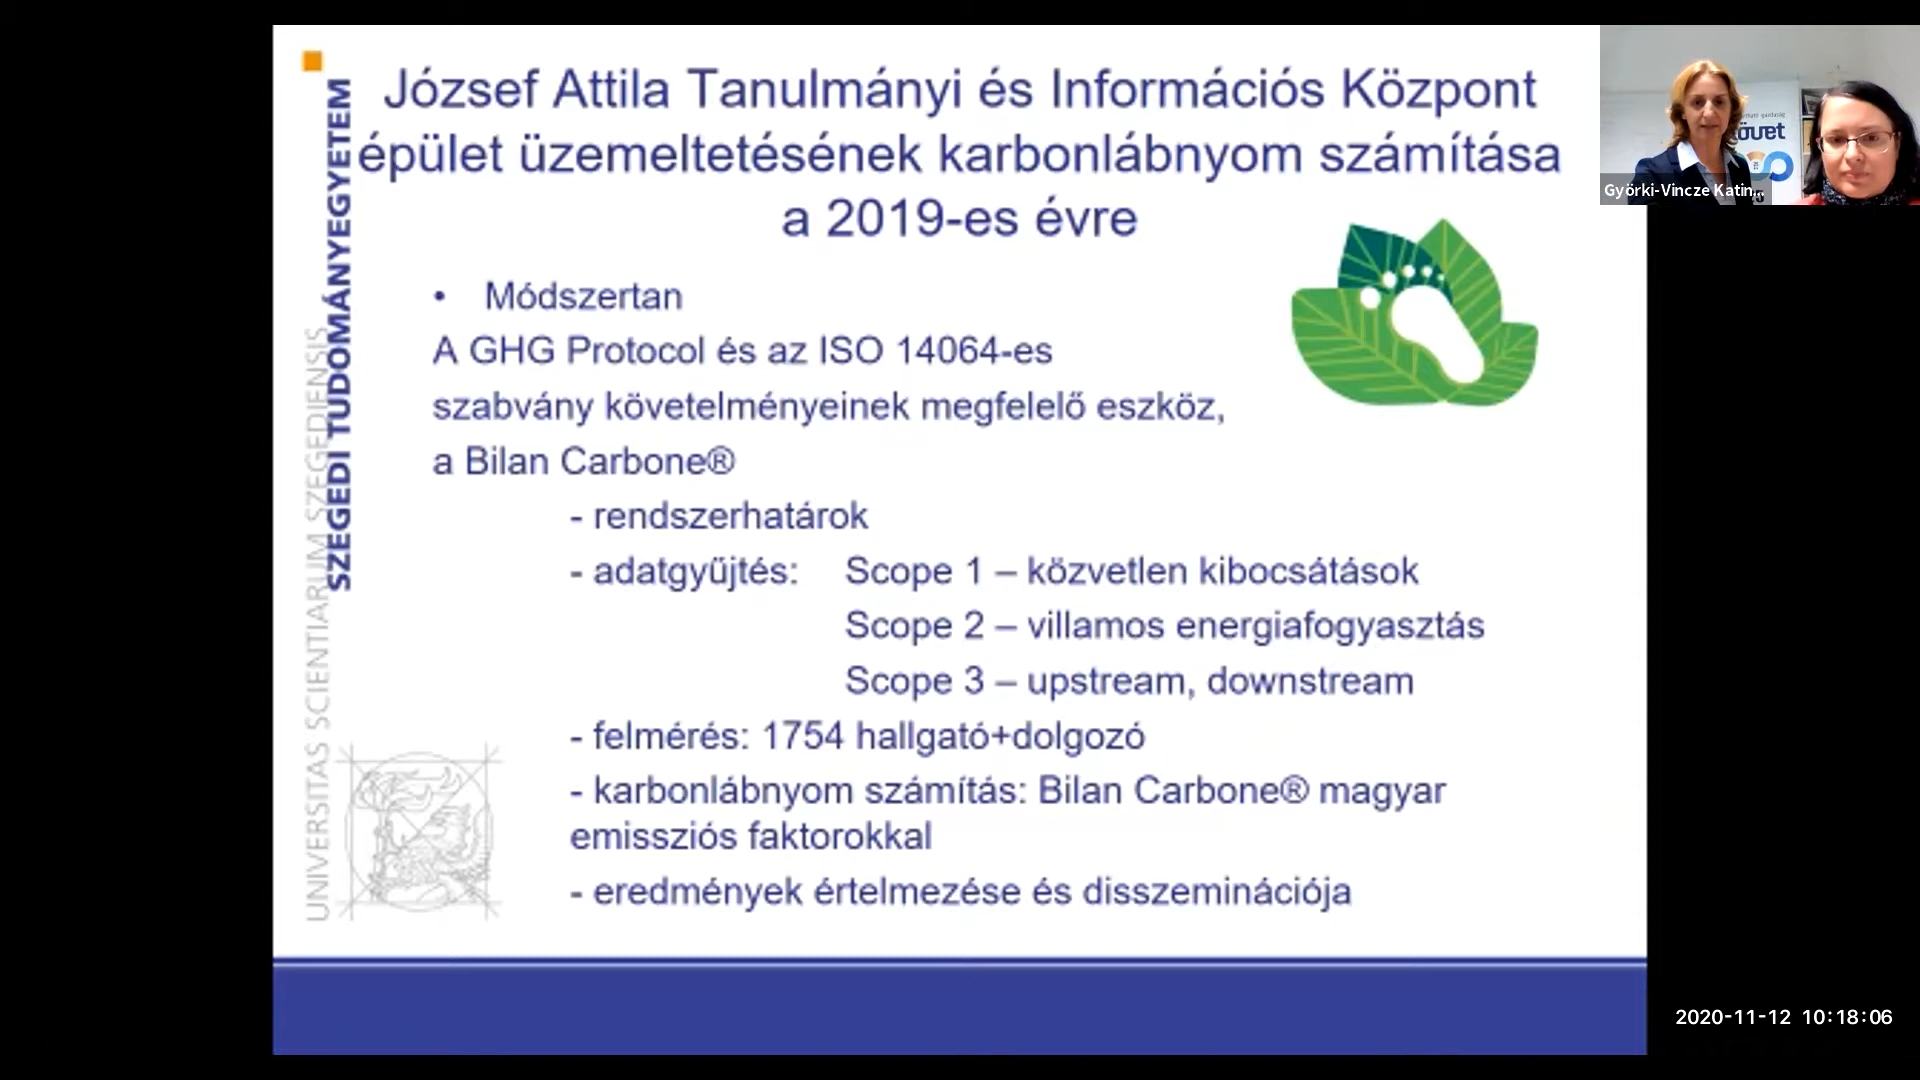 József Attila Tanulmányi és Információs Központ
épület üzemeltetésének karbonlábnyom számítása
a 2019-es évre
SZEGEDI TUDOMÁNYEGYETEM
UNIVERSITAS SCIENTIARUM SZEGEDIENSIS
• Módszertan
A GHG Protocol és az ISO 14064-es
szabvány követelményeinek megfelelő eszköz,
a Bilan Carbone®
- rendszerhatárok
- adatgyűjtés: Scope 1 – közvetlen kibocsátások
Scope 2 – villamos energiafogyasztás
Scope 3 – upstream, downstream
- felmérés: 1754 hallgató+dolgozó
- karbonlábnyom számítás: Bilan Carbone® magyar
emissziós faktorokkal
- eredmények értelmezése és disszeminációja
övet
Györki-Vincze Katin...
2020-11-12 10:18:06